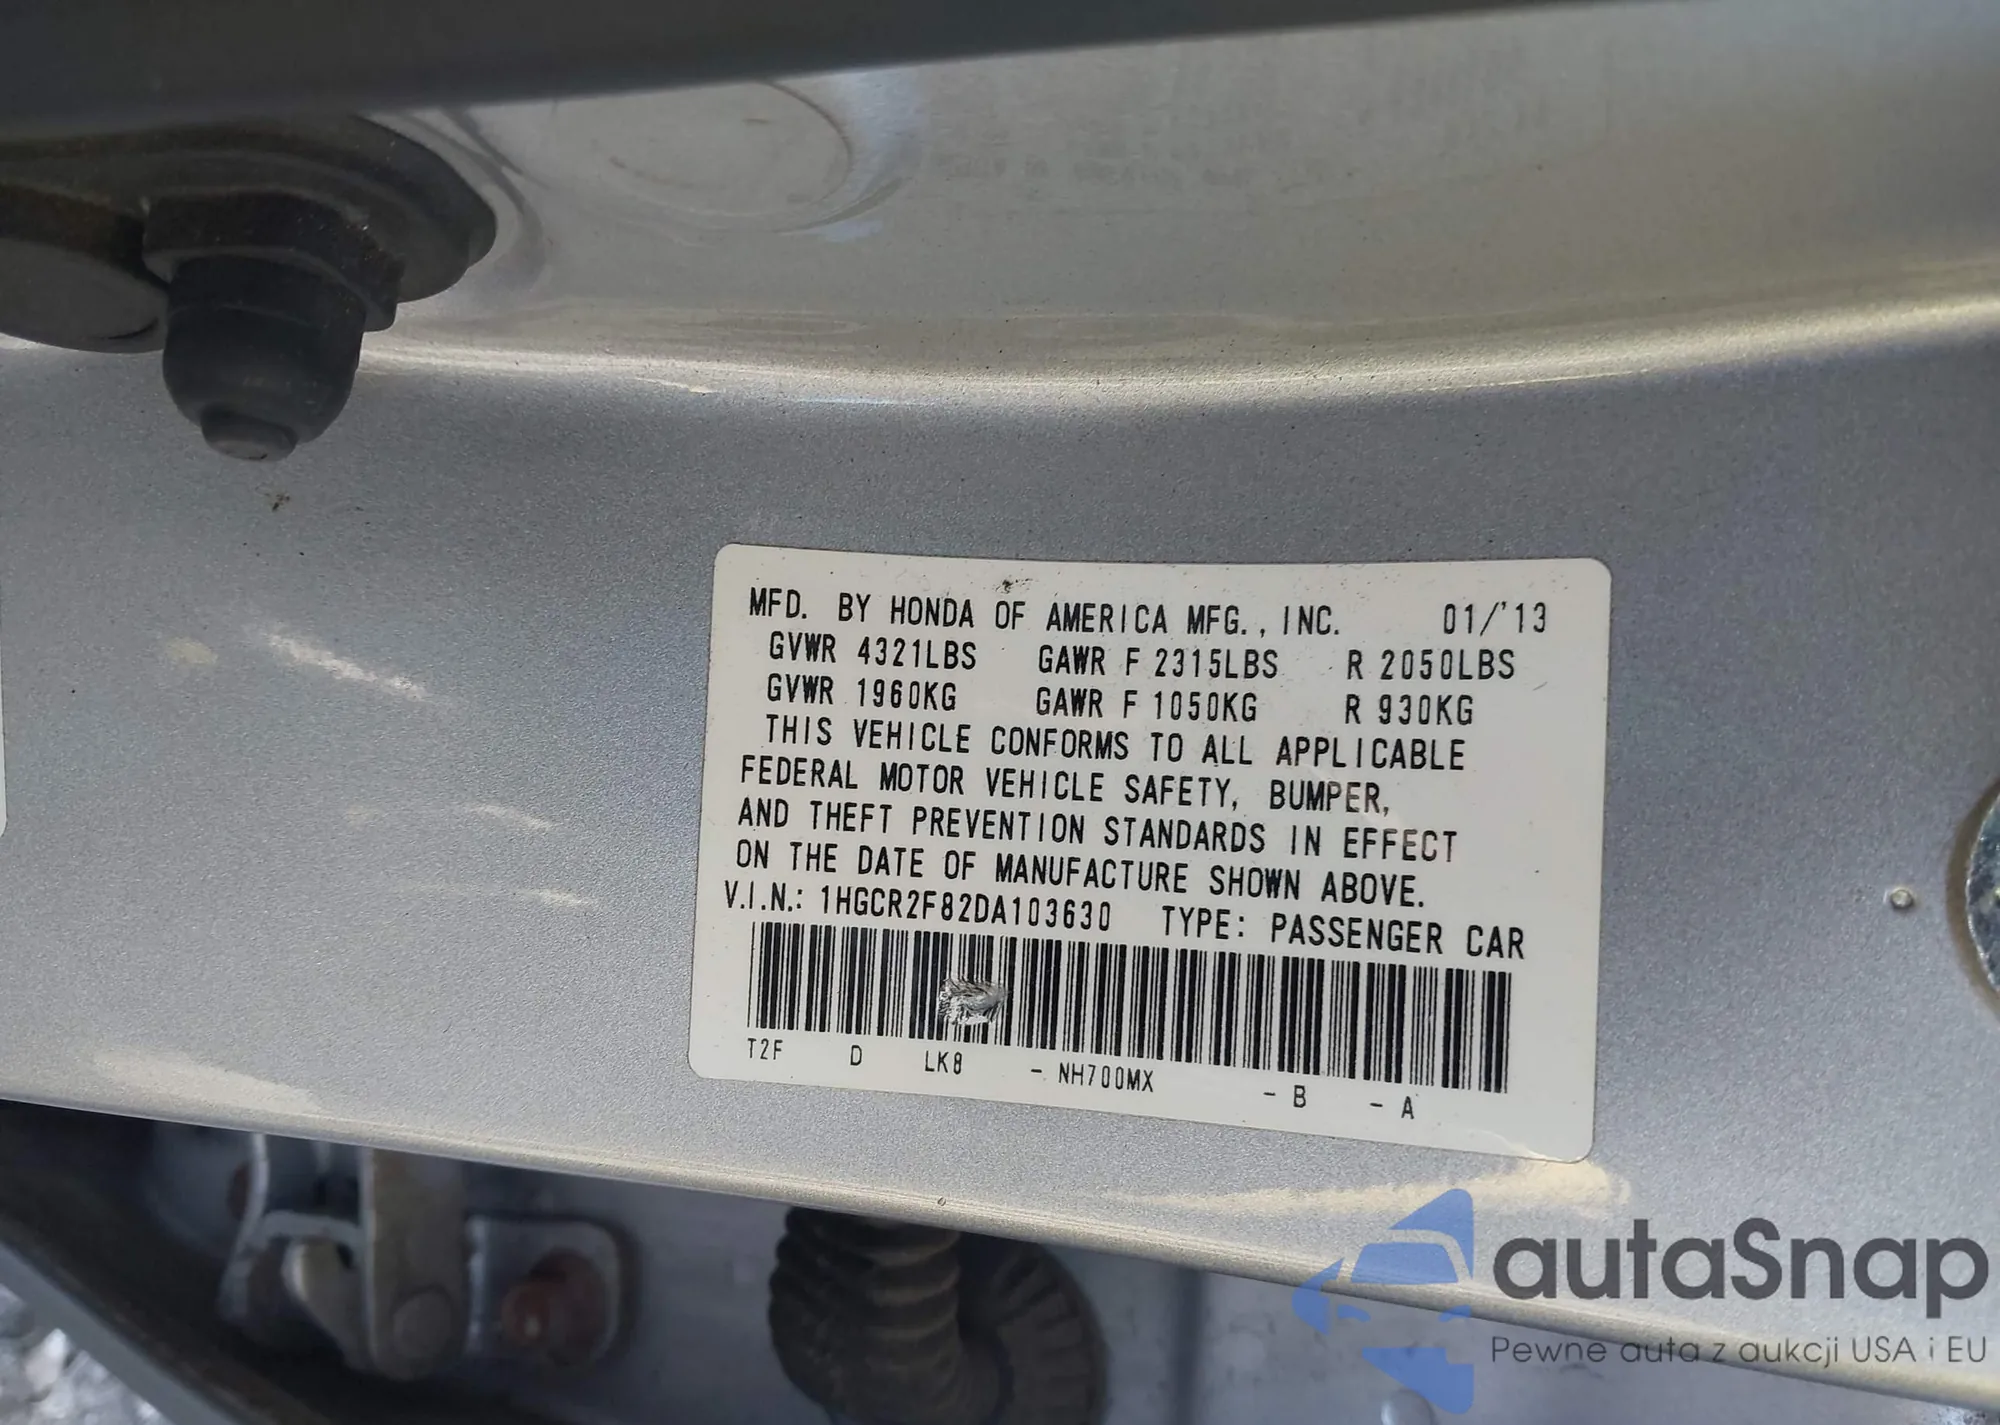 MFD. BY HONDA OF AMERICA MFG., INC. 01/'13
GVWR 4321LBS GAWR F 2315LBS R 2050LBS
GVWR 1960KG GAWR F 1050KG R 930KG
THIS VEHICLE CONFORMS TO ALL APPLICABLE
FEDERAL MOTOR VEHICLE SAFETY, BUMPER,
AND THEFT PREVENTION STANDARDS IN EFFECT
ON THE DATE OF MANUFACTURE SHOWN ABOVE.
V.I.N.: 1HGCR2F82DA103630 TYPE: PASSENGER CAR
T2F D LK8 - NH700MX - B - A
autaSnap
Pewne auta z aukcji USA i EU